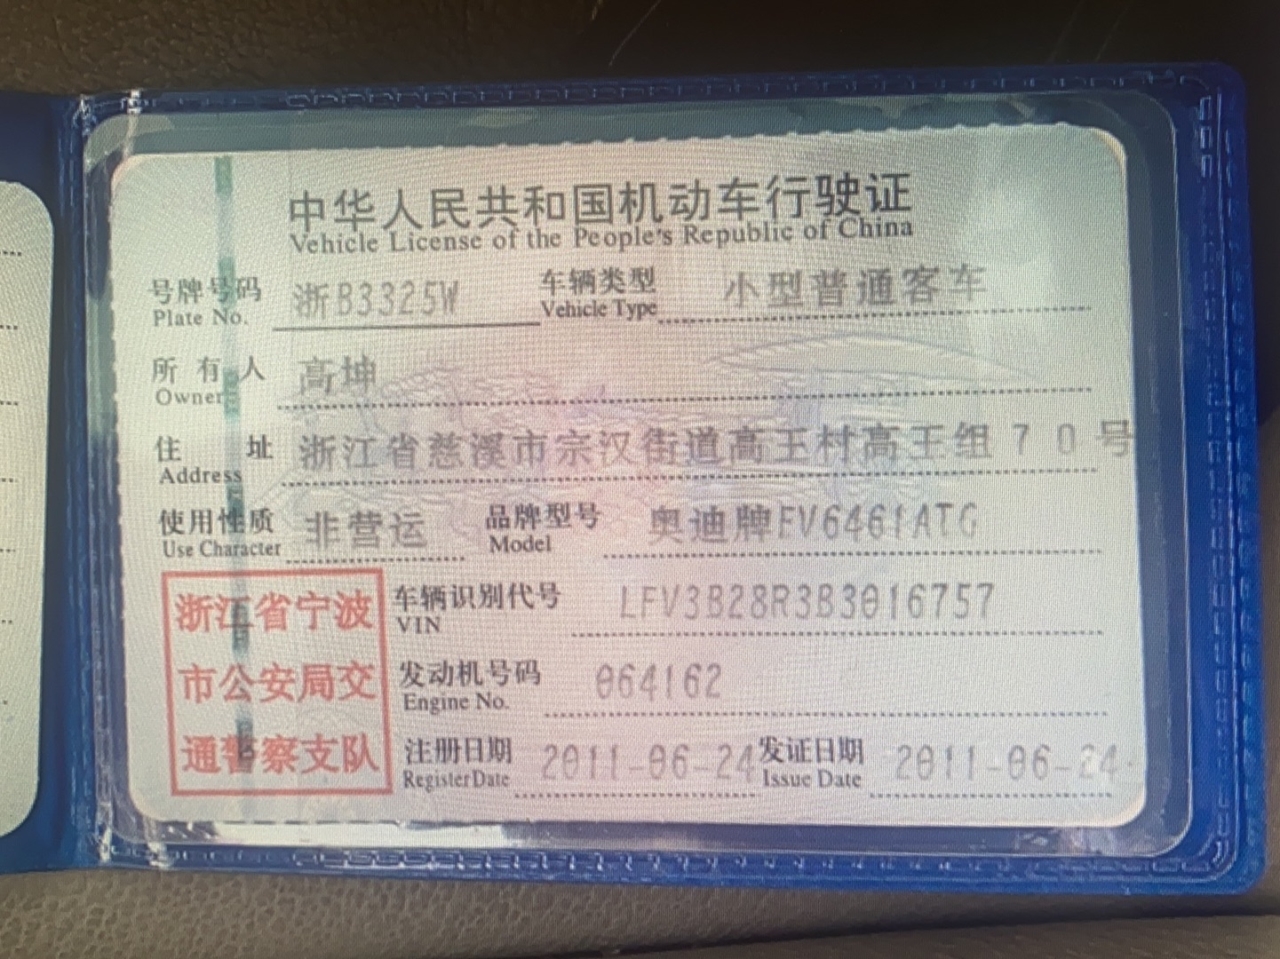 中华人民共和国机动车行驶证
Vehicle License of the People's Republic of China
号牌号码 浙B3325W 车辆类型 小型普通客车
Plate No. Vehicle Type
所有人 高坤
Owner
住址 浙江省慈溪市宗汉街道高王村高王组70号
Address
使用性质 非营运 品牌型号 奥迪牌FV6461ATG
Use Character Model
浙江省宁波
市公安局交
通警察支队
车辆识别代号 LFV3B28R3B3016757
VIN
发动机号码 064162
Engine No.
注册日期 2011-06-24 发证日期 2011-06-24
Register Date Issue Date